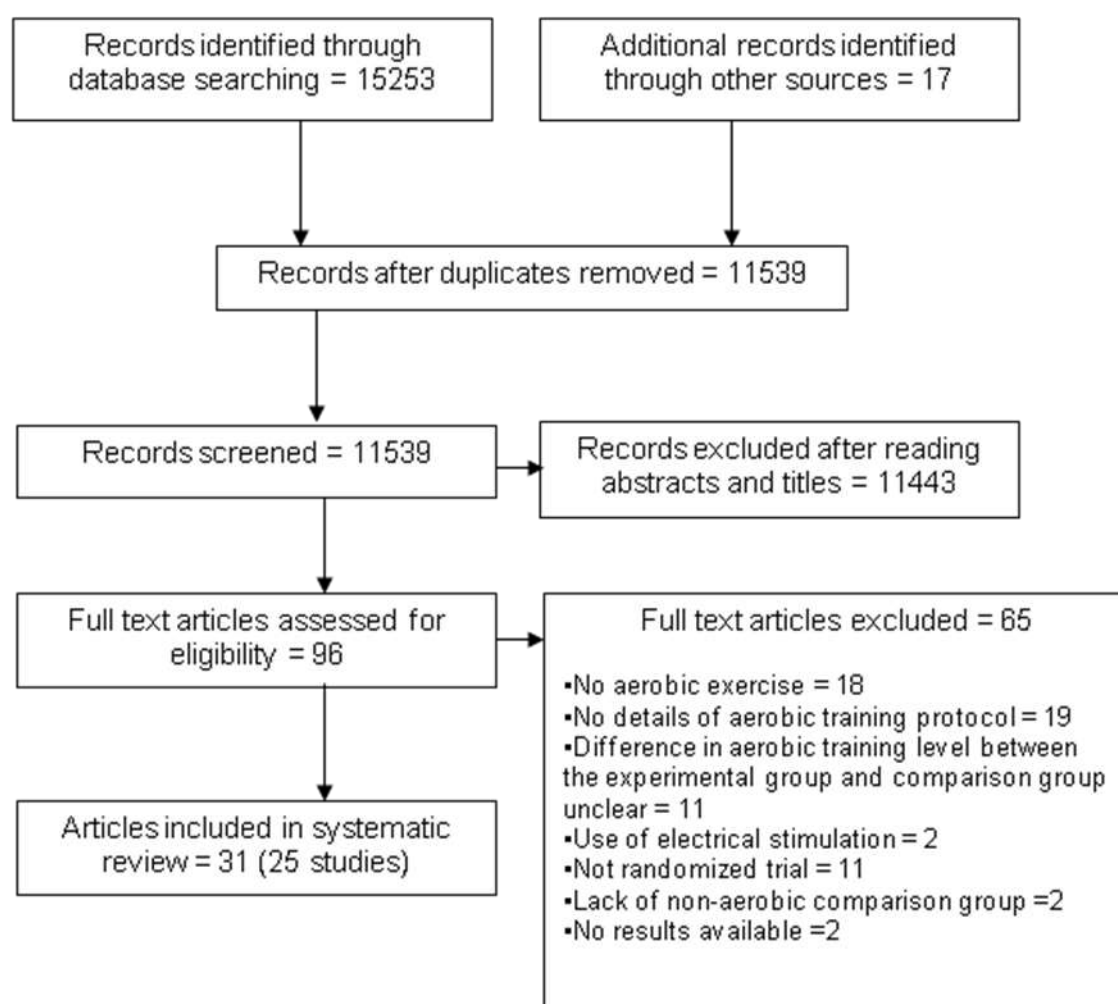 Records identified through
database searching = 15253
Additional records identified
through other sources = 17
Records after duplicates removed = 11539
Records screened = 11539
Records excluded after reading
abstracts and titles = 11443
Full text articles assessed for
eligibility = 96
Full text articles excluded = 65
▪No aerobic exercise = 18
▪No details of aerobic training protocol = 19
▪Difference in aerobic training level between
the experimental group and comparison group
unclear = 11
▪Use of electrical stimulation = 2
▪Not randomized trial = 11
▪Lack of non-aerobic comparison group =2
▪No results available =2
Articles included in systematic
review = 31 (25 studies)